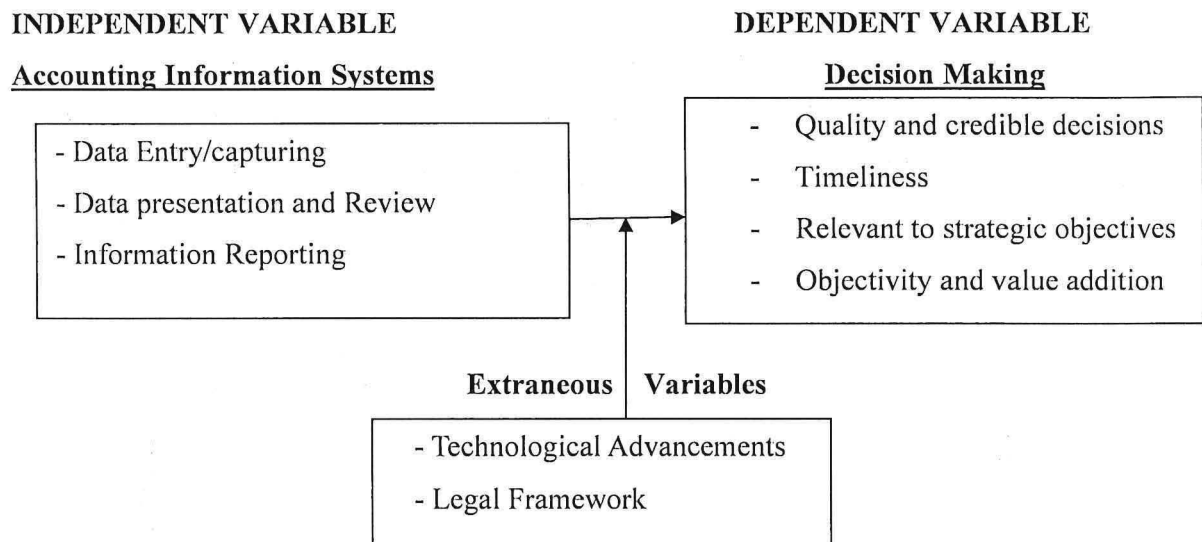 INDEPENDENT VARIABLE
Accounting Information Systems
- Data Entry/capturing
- Data presentation and Review
- Information Reporting
DEPENDENT VARIABLE
Decision Making
- Quality and credible decisions
- Timeliness
- Relevant to strategic objectives
- Objectivity and value addition
Extraneous Variables
- Technological Advancements
- Legal Framework